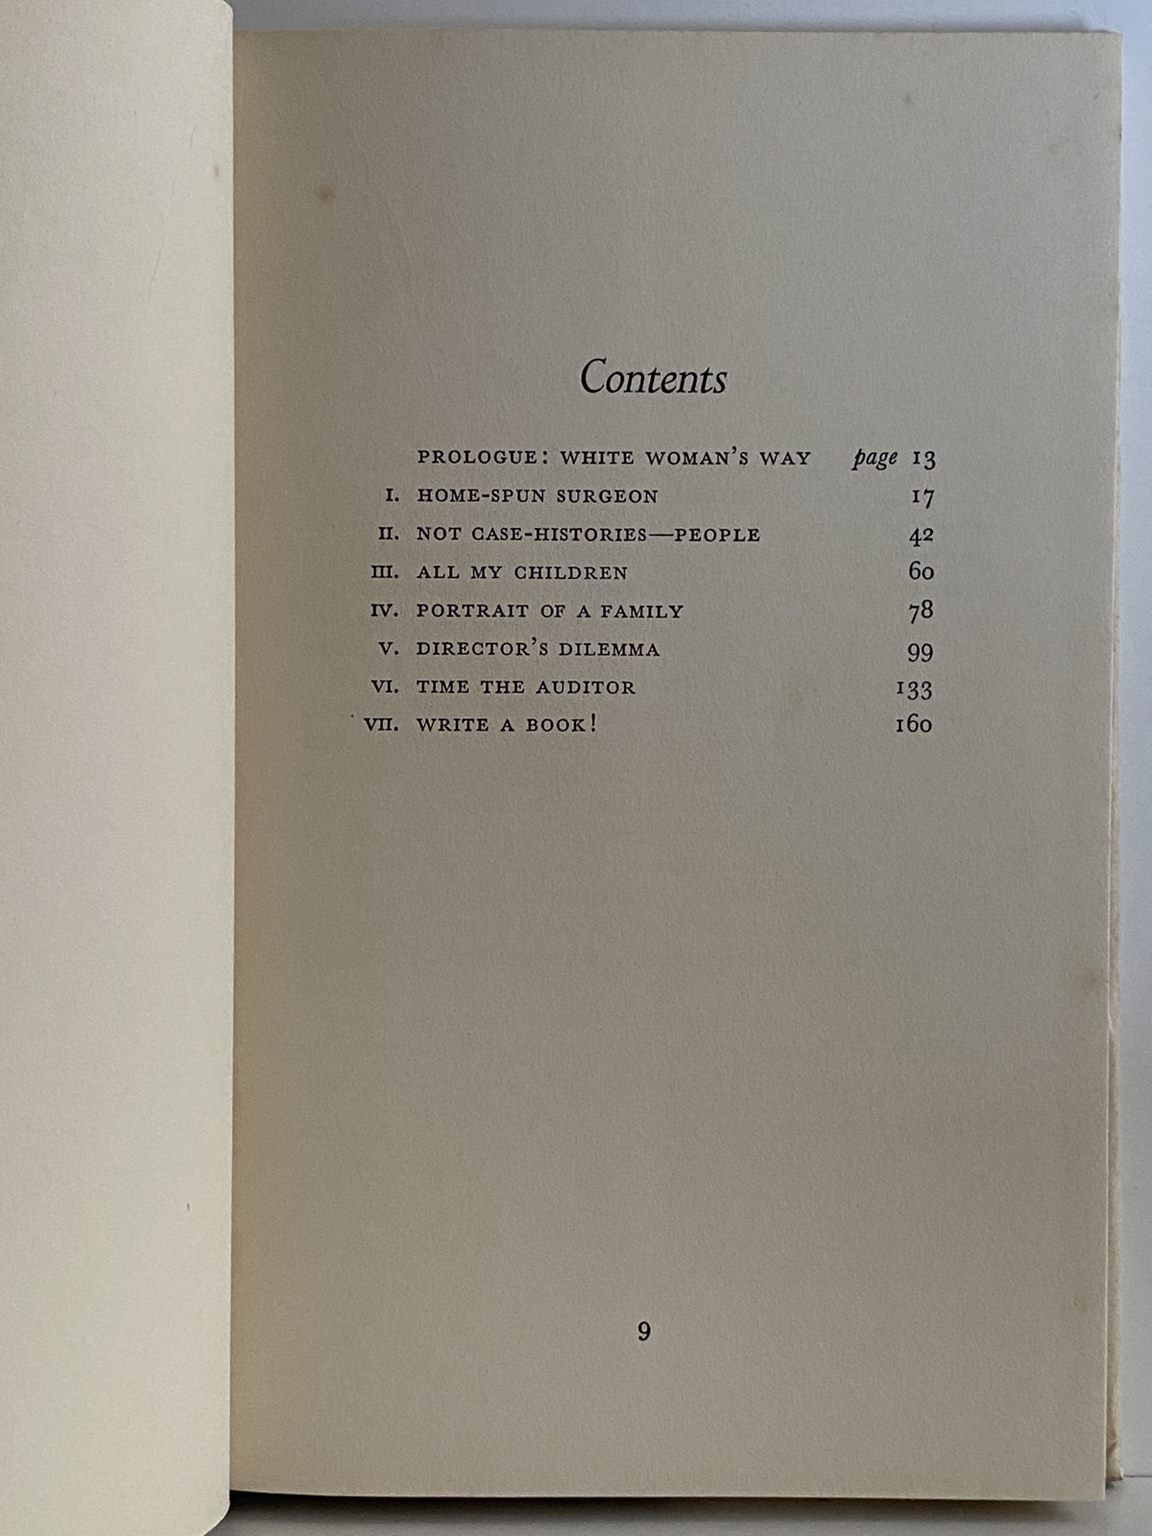 Contents
PROLOGUE: WHITE WOMAN'S WAY page 13
I. HOME-SPUN SURGEON 17
II. NOT CASE-HISTORIES—PEOPLE 42
III. ALL MY CHILDREN 60
IV. PORTRAIT OF A FAMILY 78
V. DIRECTOR'S DILEMMA 99
VI. TIME THE AUDITOR 133
VII. WRITE A BOOK! 160
9